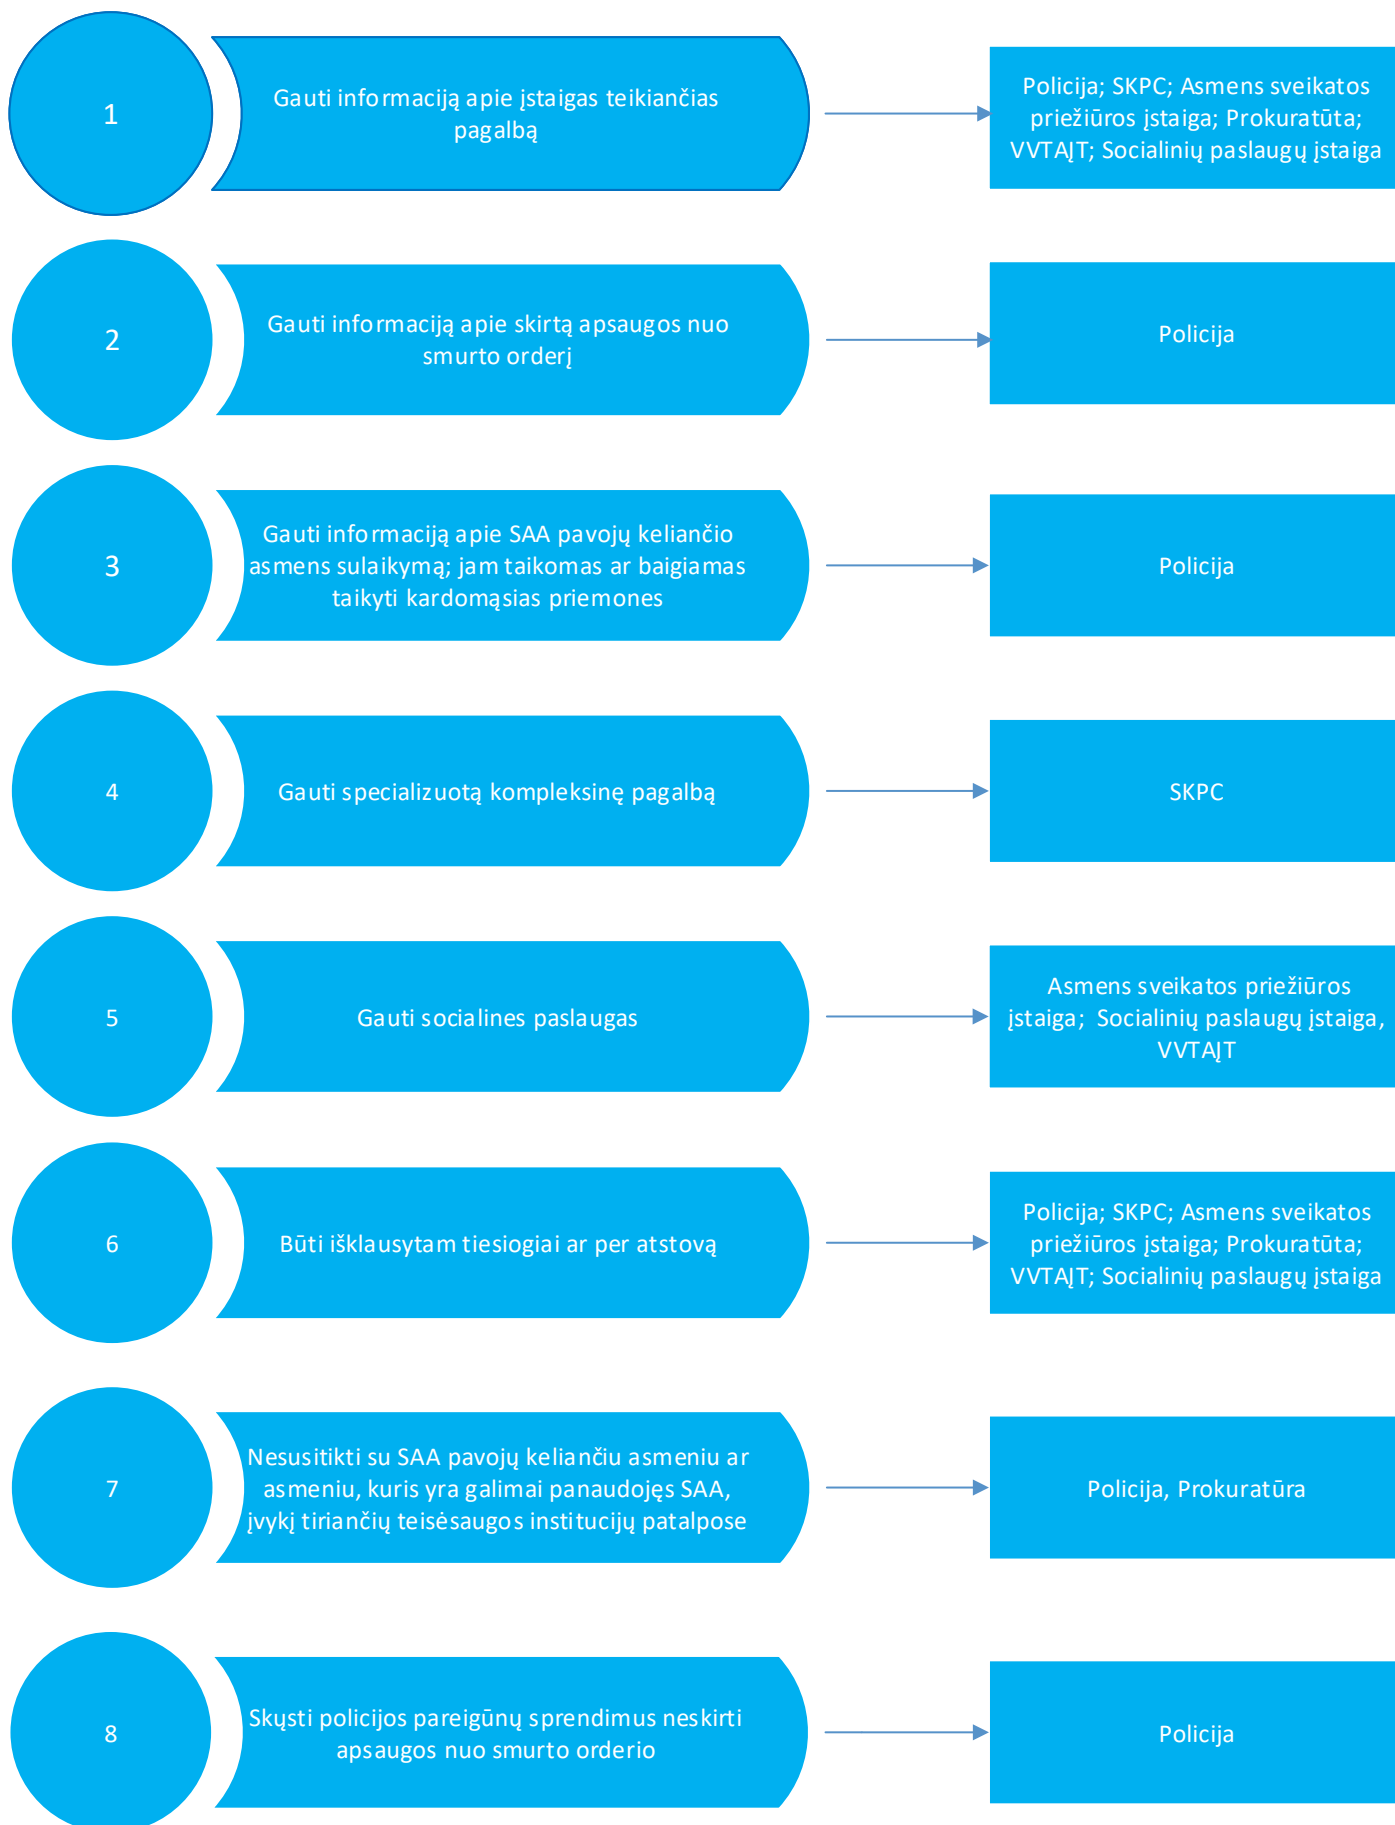 1
Gauti informaciją apie įstaigas teikiančias
pagalbą
Policija; SKPC; Asmens sveikatos
priežiūros įstaiga; Prokuratūta;
VVTAĮT; Socialinių paslaugų įstaiga
2
Gauti informaciją apie skirtą apsaugos nuo
smurto orderį
Policija
3
Gauti informaciją apie SAA pavojų keliančio
asmens sulaikymą; jam taikomas ar baigiamas
taikyti kardomąsias priemones
Policija
4
Gauti specializuotą kompleksinę pagalbą
SKPC
5
Gauti socialines paslaugas
Asmens sveikatos priežiūros
įstaiga; Socialinių paslaugų įstaiga,
VVTAĮT
6
Būti išklausytam tiesiogiai ar per atstovą
Policija; SKPC; Asmens sveikatos
priežiūros įstaiga; Prokuratūta;
VVTAĮT; Socialinių paslaugų įstaiga
7
Nesusitikti su SAA pavojų keliančiu asmeniu ar
asmeniu, kuris yra galimai panaudojęs SAA,
įvykį tiriančių teisėsaugos institucijų patalpose
Policija, Prokuratūra
8
Skųsti policijos pareigūnų sprendimus neskirti
apsaugos nuo smurto orderio
Policija